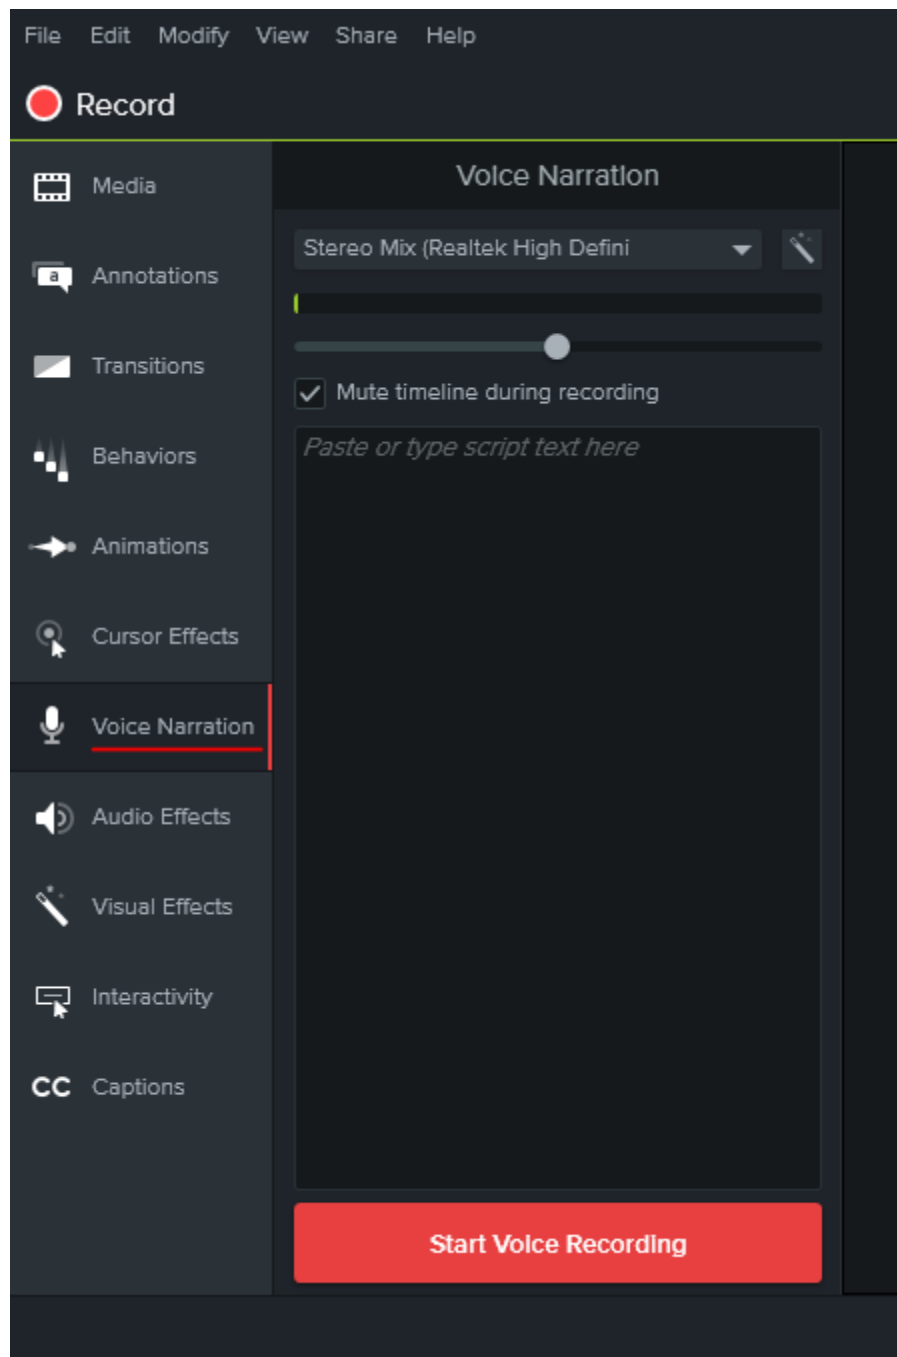 File Edit Modify View Share Help
Record
Media
Annotations
Transitions
Behaviors
Animations
Cursor Effects
Voice Narration
Audio Effects
Visual Effects
Interactivity
CC Captions
Voice Narration
Stereo Mix (Realtek High Defini
Mute timeline during recording
Paste or type script text here
Start Voice Recording